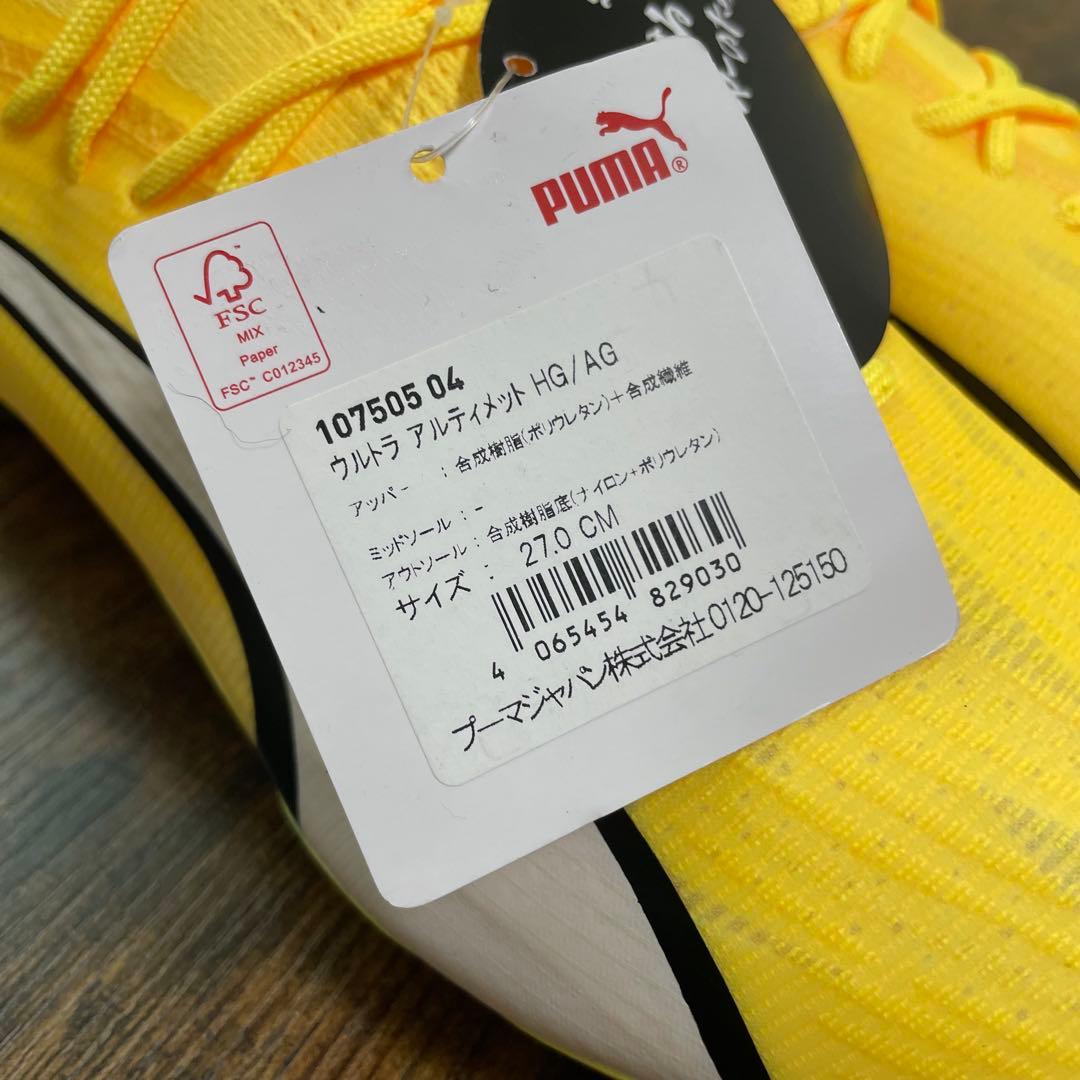 PUMA®
FSC
MIX
Paper
FSC™ C012345
107505 04
ウルトラ アルティメット HG/AG
アッパー : 合成樹脂(ポリウレタン)+合成繊維
ミッドソール : -
アウトソール : 合成樹脂底(ナイロン+ポリウレタン)
サイズ : 27.0 CM
4 065454 829030
プーマジャパン株式会社0120-125150